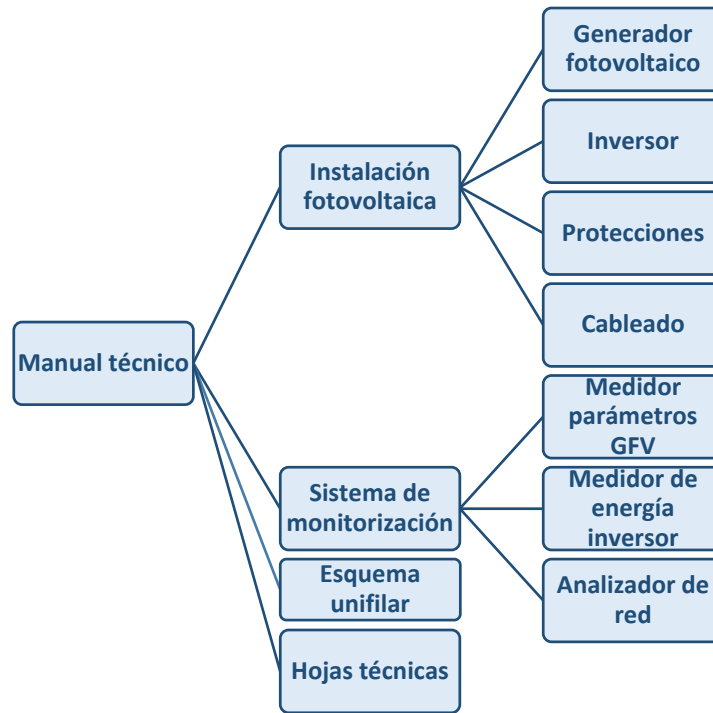 Manual técnico
Instalación
fotovoltaica
Generador
fotovoltaico
Inversor
Protecciones
Cableado
Sistema de
monitorización
Medidor
parámetros
GFV
Medidor de
energía
inversor
Analizador de
red
Esquema
unifilar
Hojas técnicas